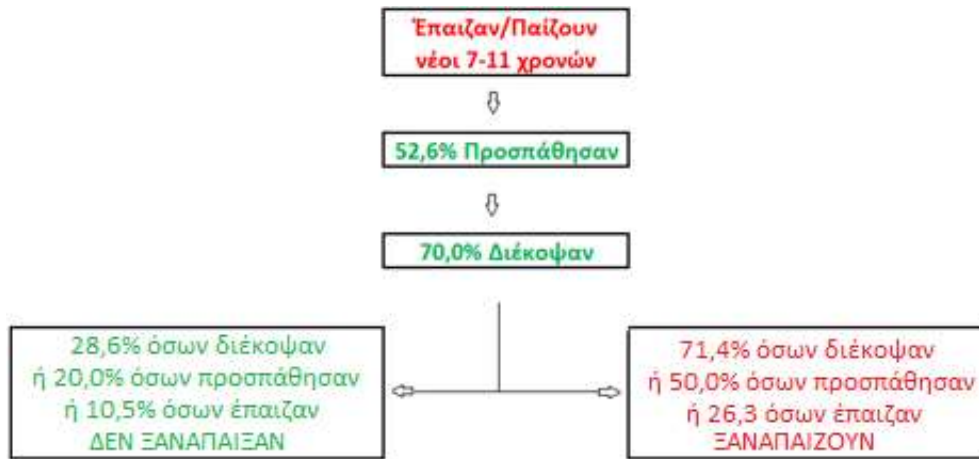 Έπαιζαν/Παίζουν
νέοι 7-11 χρονών
52,6% Προσπάθησαν
70,0% Διέκοψαν
28,6% όσων διέκοψαν
ή 20,0% όσων προσπάθησαν
ή 10,5% όσων έπαιζαν
ΔΕΝ ΞΑΝΑΠΑΙΞΑΝ
71,4% όσων διέκοψαν
ή 50,0% όσων προσπάθησαν
ή 26,3 όσων έπαιζαν
ΞΑΝΑΠΑΙΖΟΥΝ